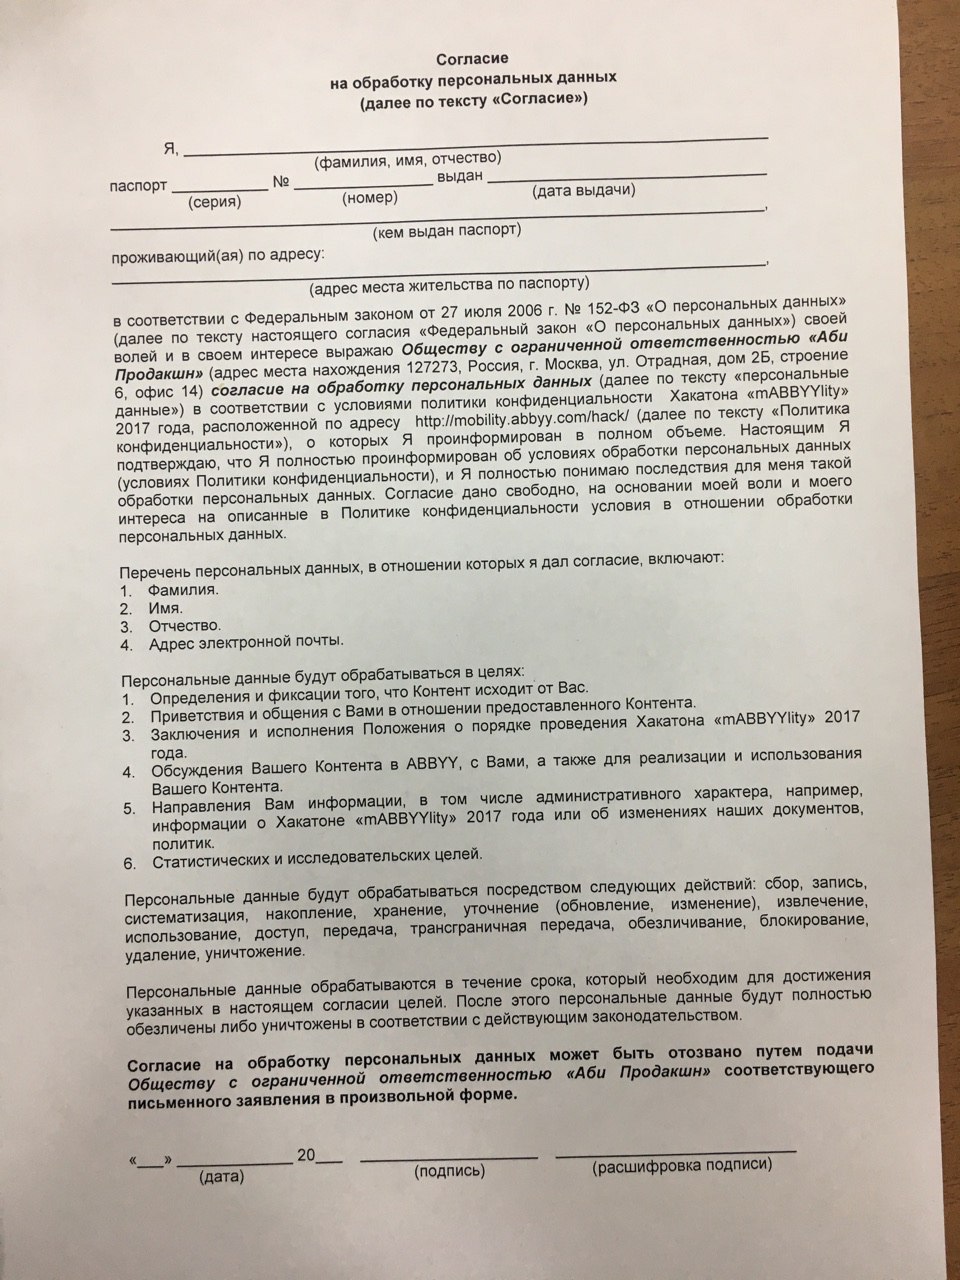 Согласие
на обработку персональных данных
(далее по тексту «Согласие»)
Я, ____________
(фамилия, имя, отчество)
паспорт ____________ № ____________ выдан ____________
(серия) (номер) (дата выдачи)
____________,
(кем выдан паспорт)
проживающий(ая) по адресу:
____________,
(адрес места жительства по паспорту)
в соответствии с Федеральным законом от 27 июля 2006 г. № 152-ФЗ «О персональных данных»
(далее по тексту настоящего согласия «Федеральный закон «О персональных данных») своей
волей и в своем интересе выражаю Обществу с ограниченной ответственностью «Аби
Продакшн» (адрес места нахождения 127273, Россия, г. Москва, ул. Отрадная, дом 2Б, строение
6, офис 14) согласие на обработку персональных данных (далее по тексту «персональные
данные») в соответствии с условиями политики конфиденциальности Хакатона «mABBYYlity»
2017 года, расположенной по адресу http://mobility.abbyy.com/hack/ (далее по тексту «Политика
конфиденциальности»), о которых Я проинформирован в полном объеме. Настоящим Я
подтверждаю, что Я полностью проинформирован об условиях обработки персональных данных
(условиях Политики конфиденциальности), и Я полностью понимаю последствия для меня такой
обработки персональных данных. Согласие дано свободно, на основании моей воли и моего
интереса на описанные в Политике конфиденциальности условия в отношении обработки
персональных данных.
Перечень персональных данных, в отношении которых я дал согласие, включают:
1. Фамилия.
2. Имя.
3. Отчество.
4. Адрес электронной почты.
Персональные данные будут обрабатываться в целях:
1. Определения и фиксации того, что Контент исходит от Вас.
2. Приветствия и общения с Вами в отношении предоставленного Контента.
3. Заключения и исполнения Положения о порядке проведения Хакатона «mABBYYlity» 2017
года.
4. Обсуждения Вашего Контента в ABBYY, с Вами, а также для реализации и использования
Вашего Контента.
5. Направления Вам информации, в том числе административного характера, например,
информации о Хакатоне «mABBYYlity» 2017 года или об изменениях наших документов,
политик.
6. Статистических и исследовательских целей.
Персональные данные будут обрабатываться посредством следующих действий: сбор, запись,
систематизация, накопление, хранение, уточнение (обновление, изменение), извлечение,
использование, доступ, передача, трансграничная передача, обезличивание, блокирование,
удаление, уничтожение.
Персональные данные обрабатываются в течение срока, который необходим для достижения
указанных в настоящем согласии целей. После этого персональные данные будут полностью
обезличены либо уничтожены в соответствии с действующим законодательством.
Согласие на обработку персональных данных может быть отозвано путем подачи
Обществу с ограниченной ответственностью «Аби Продакшн» соответствующего
письменного заявления в произвольной форме.
«___» ____________ 20___ ____________ ____________
(дата) (подпись) (расшифровка подписи)